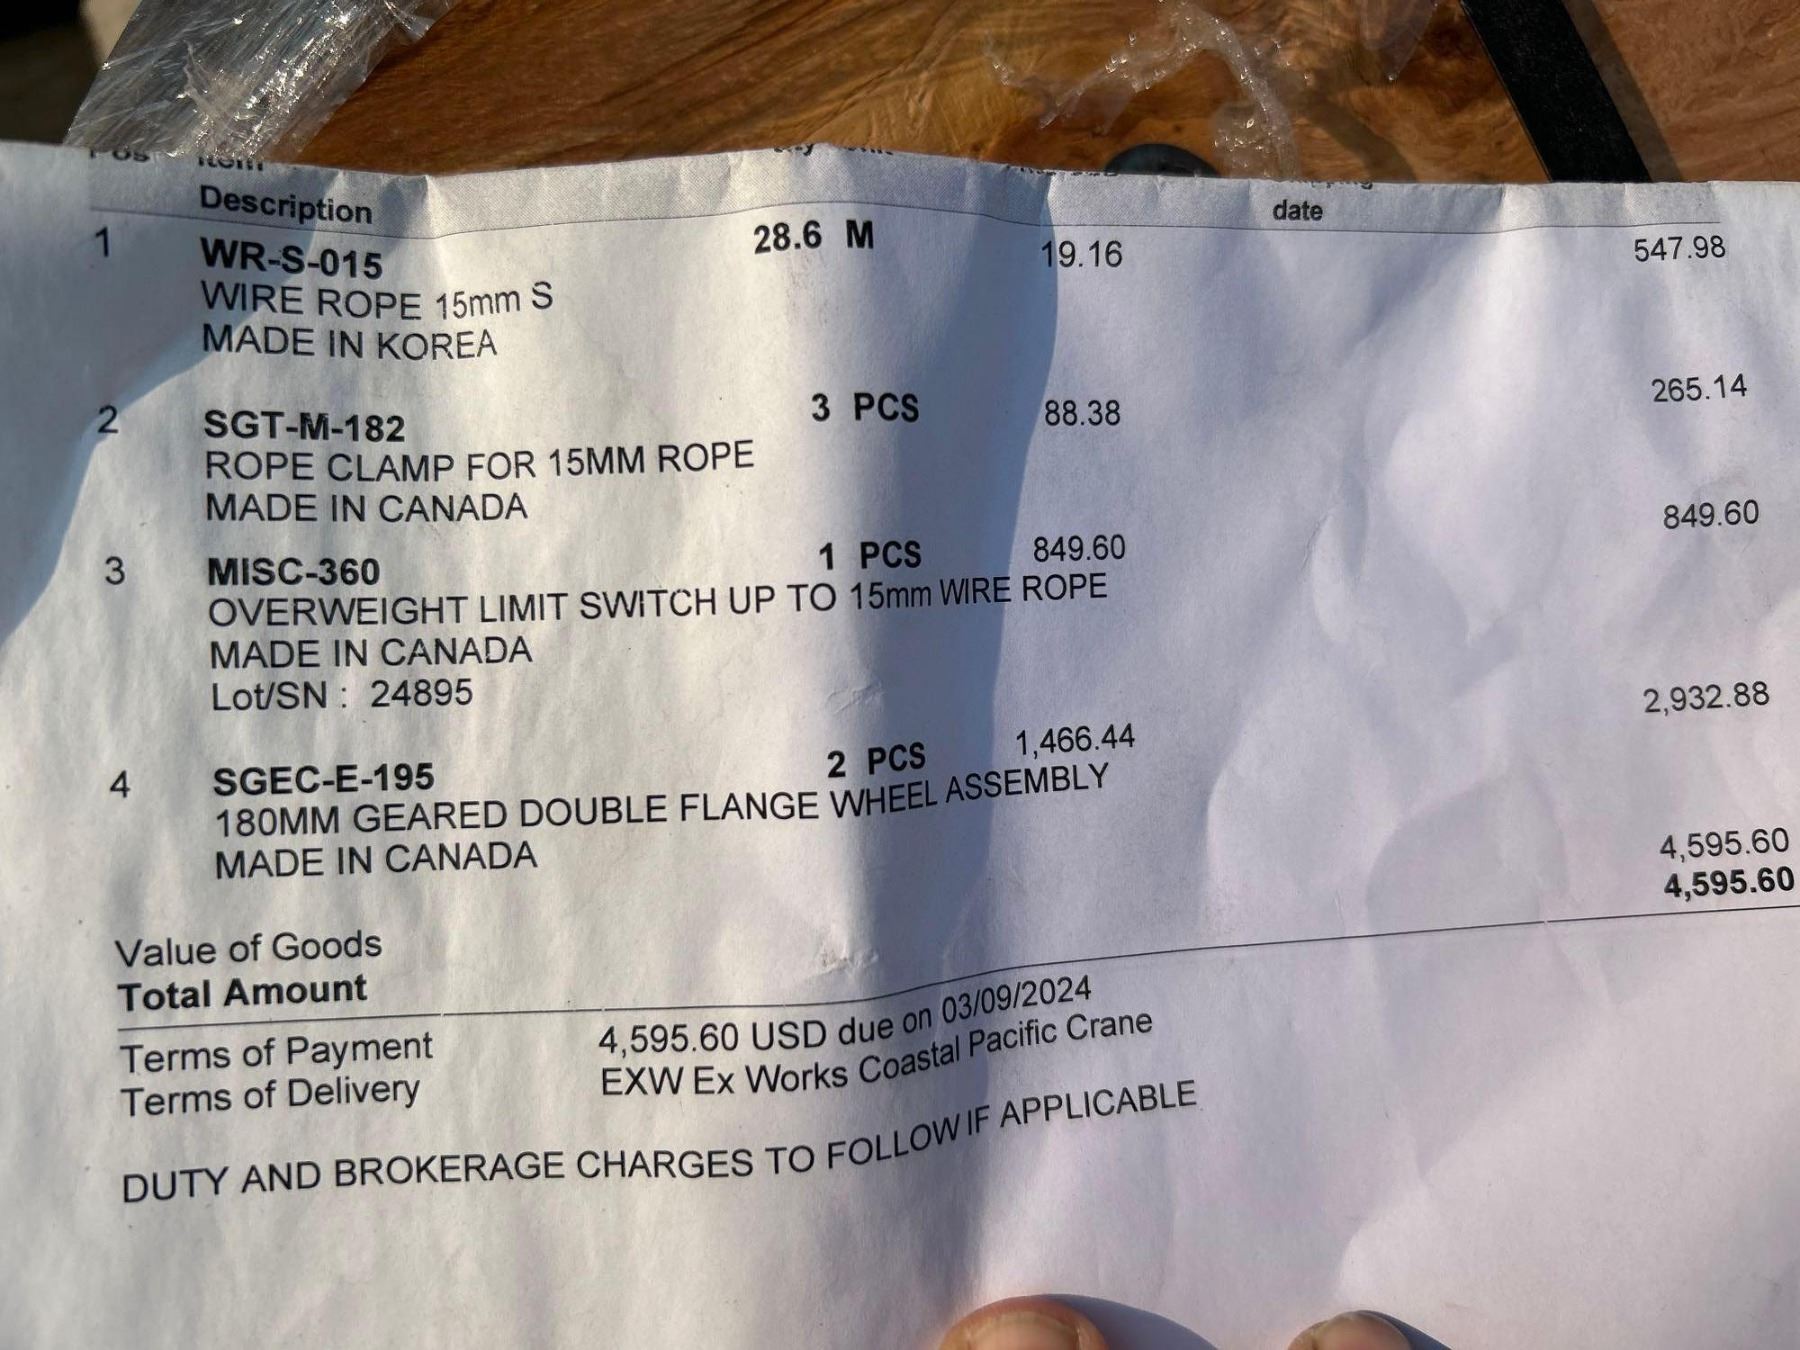 Pos Item
Description date
1 WR-S-015 28.6 M 19.16 547.98
WIRE ROPE 15mm S
MADE IN KOREA
2 SGT-M-182 3 PCS 88.38 265.14
ROPE CLAMP FOR 15MM ROPE
MADE IN CANADA
3 MISC-360 1 PCS 849.60 849.60
OVERWEIGHT LIMIT SWITCH UP TO 15mm WIRE ROPE
MADE IN CANADA
Lot/SN : 24895
4 SGEC-E-195 2 PCS 1,466.44 2,932.88
180MM GEARED DOUBLE FLANGE WHEEL ASSEMBLY
MADE IN CANADA
Value of Goods 4,595.60
Total Amount 4,595.60
Terms of Payment 4,595.60 USD due on 03/09/2024
Terms of Delivery EXW Ex Works Coastal Pacific Crane
DUTY AND BROKERAGE CHARGES TO FOLLOW IF APPLICABLE